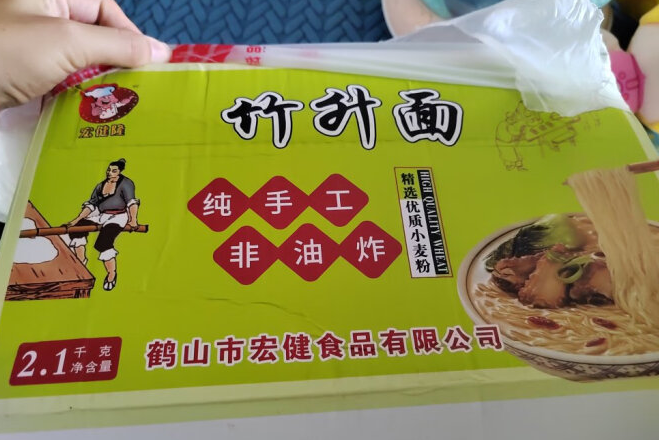 竹升面
宏健隆
纯手工
非油炸
精选优质小麦粉
HIGH QUALITY WHEAT
2.1千克
净含量
鹤山市宏健食品有限公司